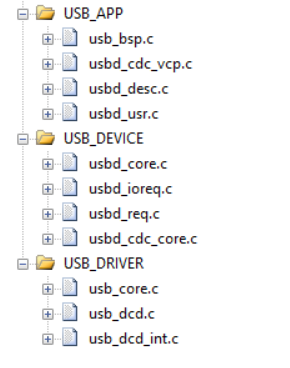 USB_APP
usb_bsp.c
usbd_cdc_vcp.c
usbd_desc.c
usbd_usr.c
USB_DEVICE
usbd_core.c
usbd_ioreq.c
usbd_req.c
usbd_cdc_core.c
USB_DRIVER
usb_core.c
usb_dcd.c
usb_dcd_int.c